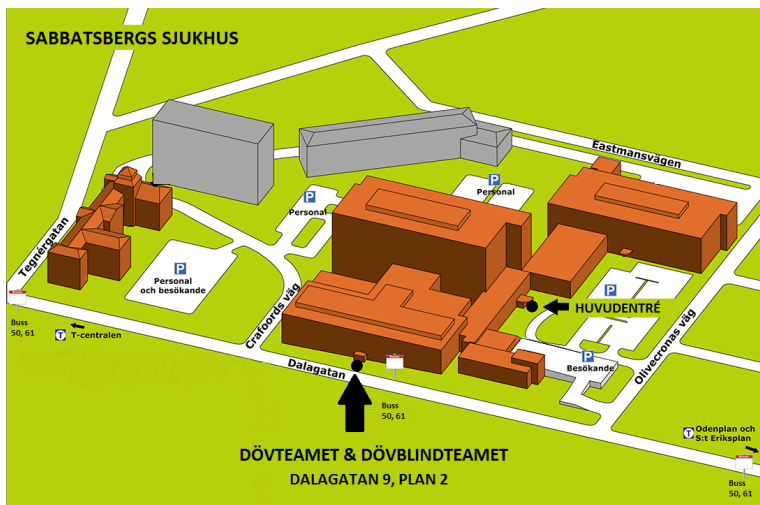 SABBATSBERGS SJUKHUS
Eastmansvägen
P
Personal
P
Personal
Tegnérgatan
P
Personal
och besökande
Crafoords väg
P
HUVUDENTRÉ
Olivecronas väg
Buss
50, 61
T
T-centralen
Dalagatan
P
Besökande
Buss
50, 61
T
Odenplan och
S:t Eriksplan
DÖVTEAMET & DÖVBLINDTEAMET
DALAGATAN 9, PLAN 2
Buss
50, 61